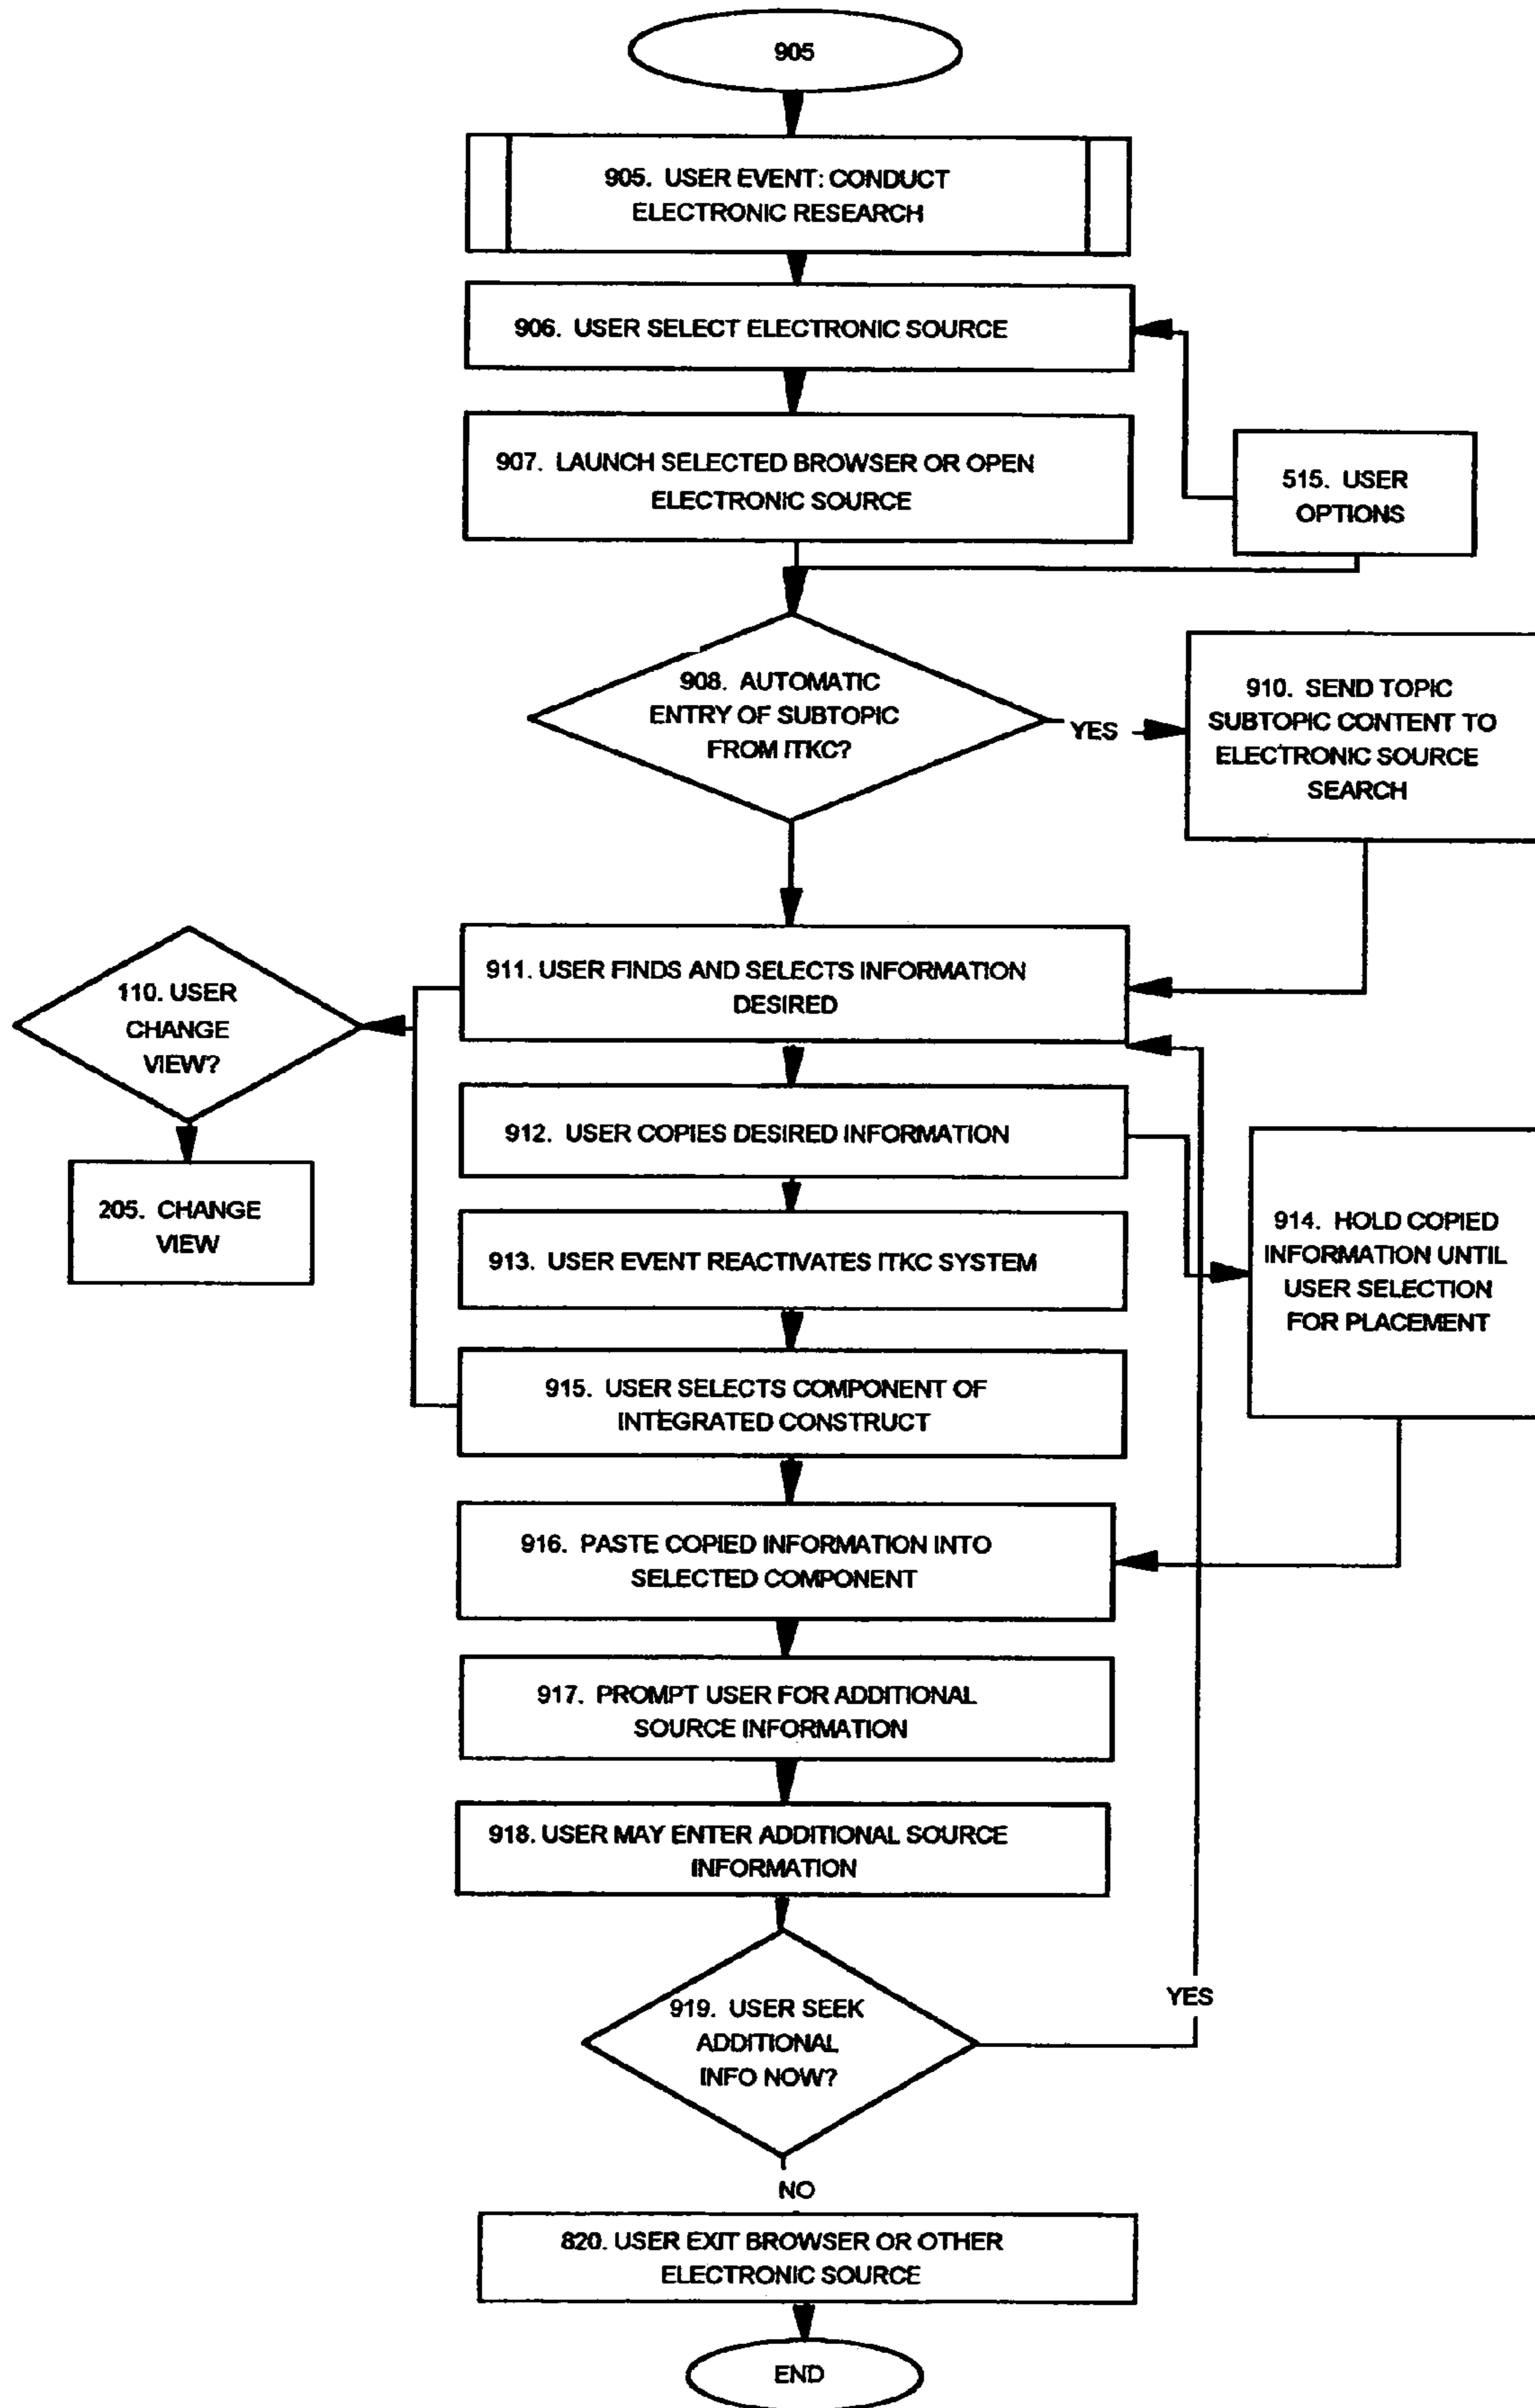 905
905. USER EVENT: CONDUCT
ELECTRONIC RESEARCH
906. USER SELECT ELECTRONIC SOURCE
907. LAUNCH SELECTED BROWSER OR OPEN
ELECTRONIC SOURCE
515. USER
OPTIONS
908. AUTOMATIC
ENTRY OF SUBTOPIC
FROM ITKC?
YES
910. SEND TOPIC
SUBTOPIC CONTENT TO
ELECTRONIC SOURCE
SEARCH
911. USER FINDS AND SELECTS INFORMATION
DESIRED
110. USER
CHANGE
VIEW?
205. CHANGE
VIEW
912. USER COPIES DESIRED INFORMATION
913. USER EVENT REACTIVATES ITKC SYSTEM
914. HOLD COPIED
INFORMATION UNTIL
USER SELECTION
FOR PLACEMENT
915. USER SELECTS COMPONENT OF
INTEGRATED CONSTRUCT
916. PASTE COPIED INFORMATION INTO
SELECTED COMPONENT
917. PROMPT USER FOR ADDITIONAL
SOURCE INFORMATION
918. USER MAY ENTER ADDITIONAL SOURCE
INFORMATION
919. USER SEEK
ADDITIONAL
INFO NOW?
YES
NO
820. USER EXIT BROWSER OR OTHER
ELECTRONIC SOURCE
END